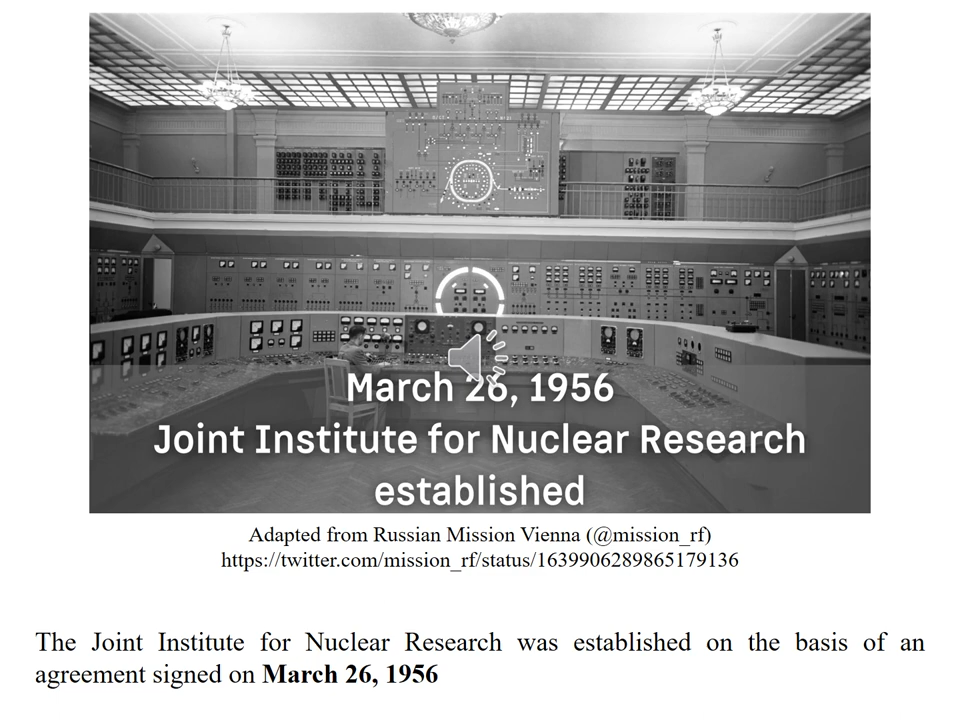 March 26, 1956
Joint Institute for Nuclear Research
established
Adapted from Russian Mission Vienna (@mission_rf)
https://twitter.com/mission_rf/status/1639906289865179136
The Joint Institute for Nuclear Research was established on the basis of an
agreement signed on March 26, 1956